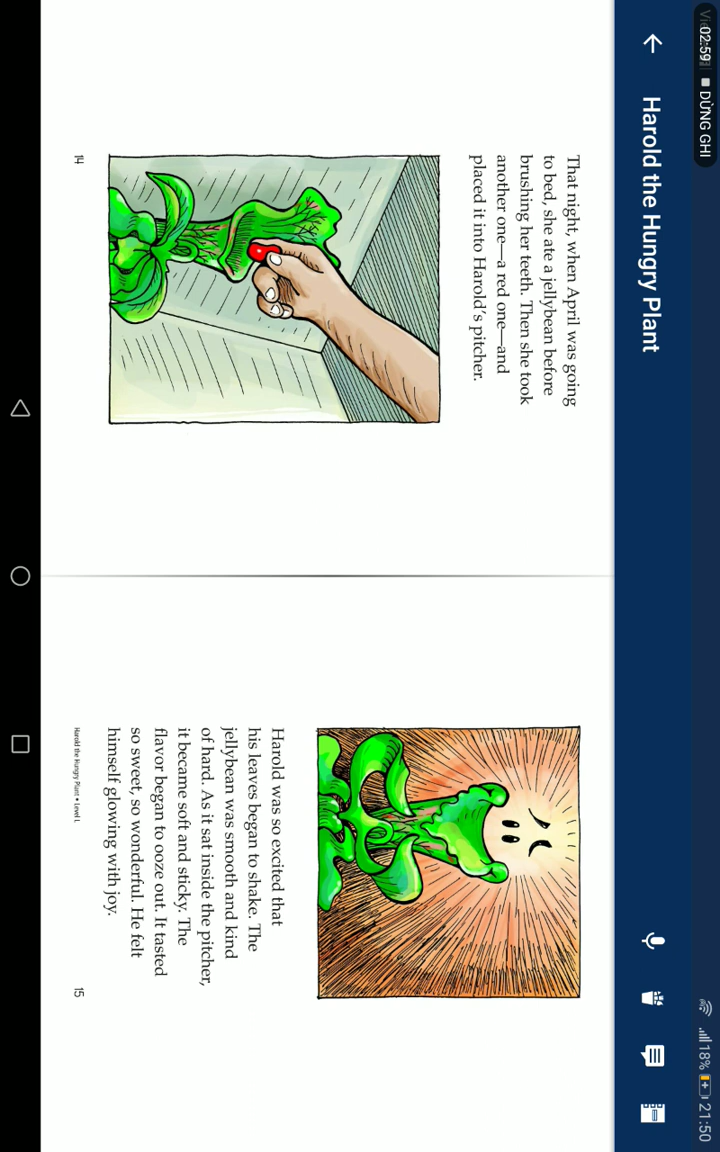 02:59
DỪNG GHI
18%
21:50
Harold the Hungry Plant
That night, when April was going
to bed, she ate a jellybean before
brushing her teeth. Then she took
another one—a red one—and
placed it into Harold's pitcher.
14
Harold was so excited that
his leaves began to shake. The
jellybean was smooth and kind
of hard. As it sat inside the pitcher,
it became soft and sticky. The
flavor began to ooze out. It tasted
so sweet, so wonderful. He felt
himself glowing with joy.
Harold the Hungry Plant • Level L
15